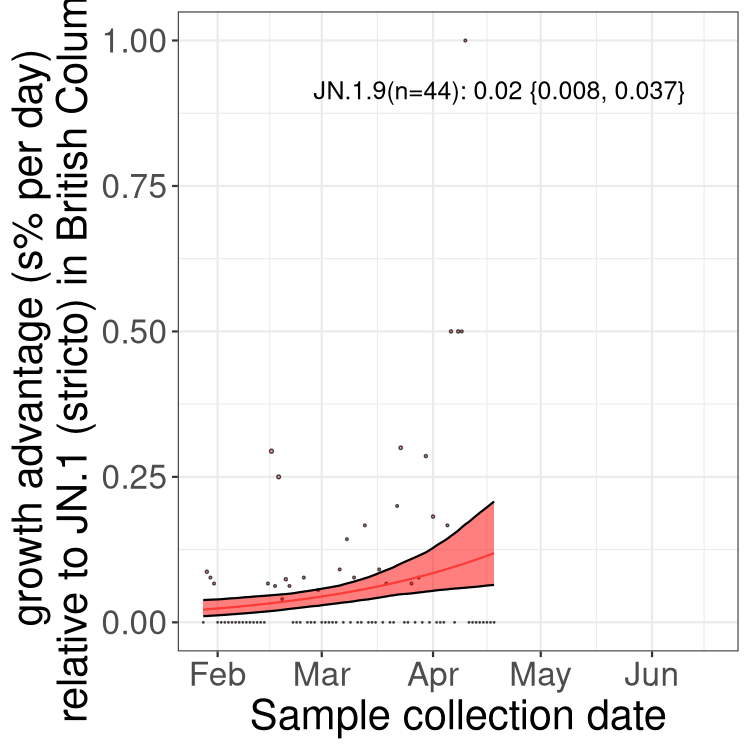 growth advantage (s% per day)
relative to JN.1 (stricto) in British Colum
1.00
0.75
0.50
0.25
0.00
JN.1.9(n=44): 0.02 {0.008, 0.037}
Feb Mar Apr May Jun
Sample collection date